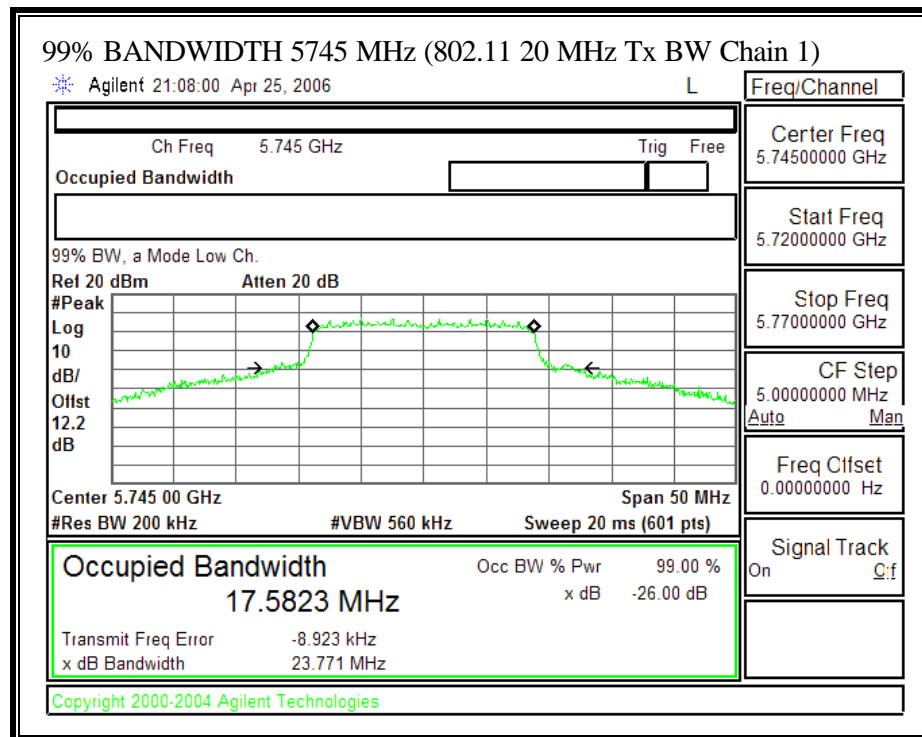 99% BANDWIDTH 5745 MHz (802.11 20 MHz Tx BW Chain 1)
Agilent 21:08:00 Apr 25, 2006 L
Freq/Channel
Ch Freq 5.745 GHz Trig Free
Occupied Bandwidth
Center Freq
5.74500000 GHz
Start Freq
5.72000000 GHz
Stop Freq
5.77000000 GHz
CF Step
5.00000000 MHz
Auto Man
Freq Offset
0.00000000 Hz
Signal Track
On Off
99% BW, a Mode Low Ch.
Ref 20 dBm Atten 20 dB
#Peak
Log
10
dB/
Offst
12.2
dB
Center 5.745 00 GHz Span 50 MHz
#Res BW 200 kHz #VBW 560 kHz Sweep 20 ms (601 pts)
Occupied Bandwidth Occ BW % Pwr 99.00 %
17.5823 MHz x dB -26.00 dB
Transmit Freq Error -8.923 kHz
x dB Bandwidth 23.771 MHz
Copyright 2000-2004 Agilent Technologies